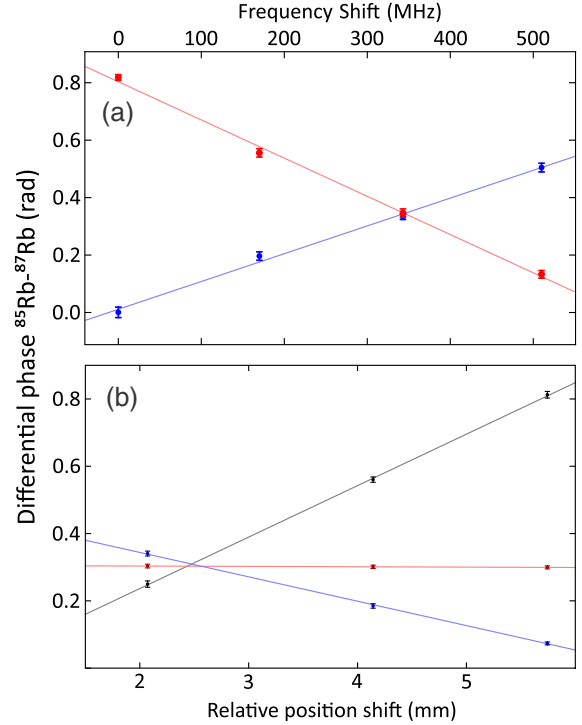 Frequency Shift (MHz)
0 100 200 300 400 500
(a)
0.8
0.6
0.4
0.2
0.0
Differential phase ⁸⁵Rb-⁸⁷Rb (rad)
(b)
0.8
0.6
0.4
0.2
2 3 4 5
Relative position shift (mm)